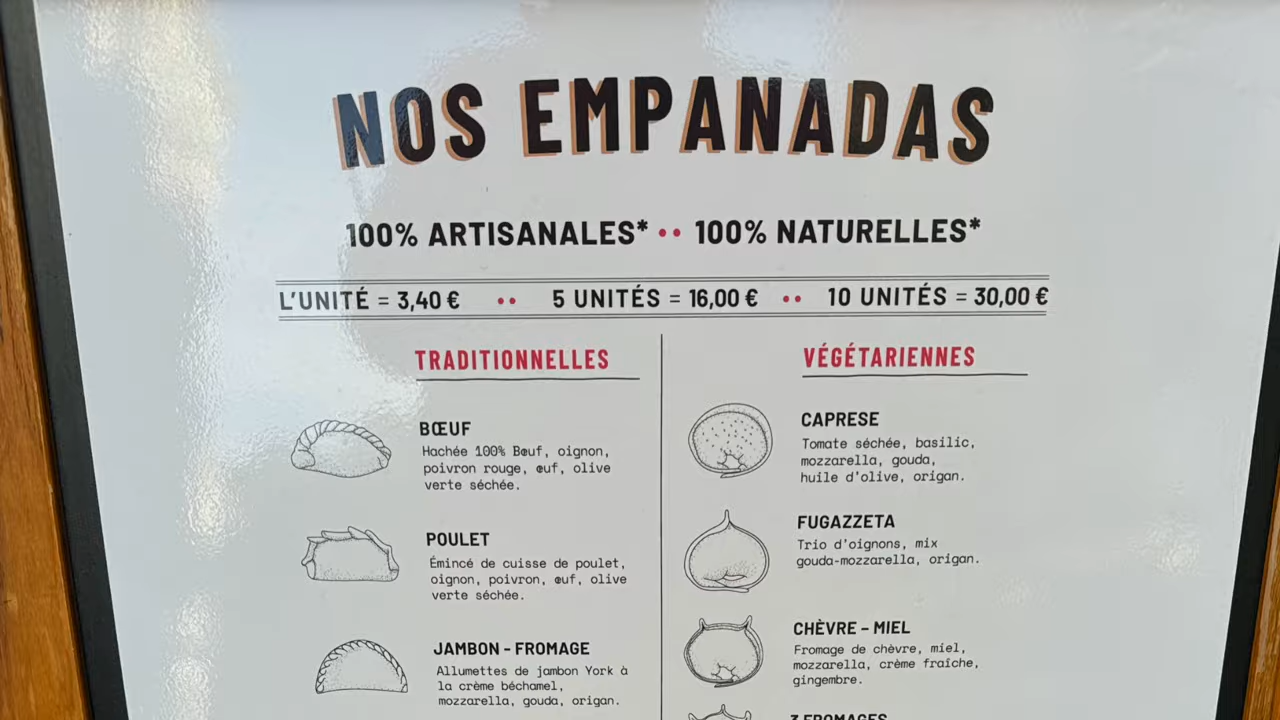 NOS EMPANADAS
100% ARTISANALES* •• 100% NATURELLES*
L'UNITÉ = 3,40 € •• 5 UNITÉS = 16,00 € •• 10 UNITÉS = 30,00 €
TRADITIONNELLES
BŒUF
Hachée 100% Bœuf, oignon,
poivron rouge, œuf, olive
verte séchée.
POULET
Émincé de cuisse de poulet,
oignon, poivron, œuf, olive
verte séchée.
JAMBON - FROMAGE
Allumettes de jambon York à
la crème béchamel,
mozzarella, gouda, origan.
VÉGÉTARIENNES
CAPRESE
Tomate séchée, basilic,
mozzarella, gouda,
huile d'olive, origan.
FUGAZZETA
Trio d'oignons, mix
gouda-mozzarella, origan.
CHÈVRE – MIEL
Fromage de chèvre, miel,
mozzarella, crème fraîche,
gingembre.
3 FROMAGES